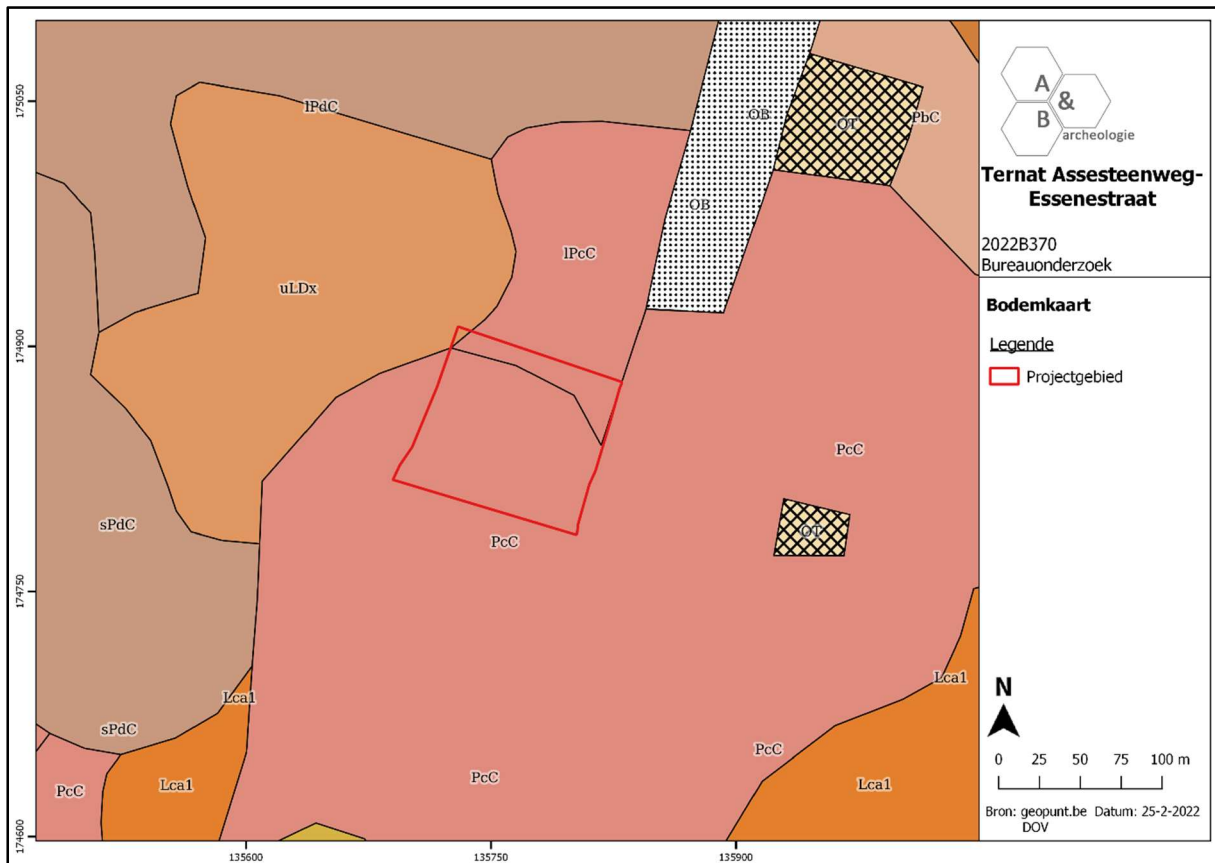 lPdC
OB
OT
PbC
OB
lPcC
uLDx
PcC
sPdC
OT
PcC
Lca1
Lca1
sPdC
PcC
PcC
PcC
Lca1
Lca1
175050
174900
174750
174600
135600
135750
135900
A
&
B
archeologie
Ternat Assesteenweg-
Essenestraat
2022B370
Bureauonderzoek
Bodemkaart
Legende
Projectgebied
N
0 25 50 75 100 m
Bron: geopunt.be Datum: 25-2-2022
DOV